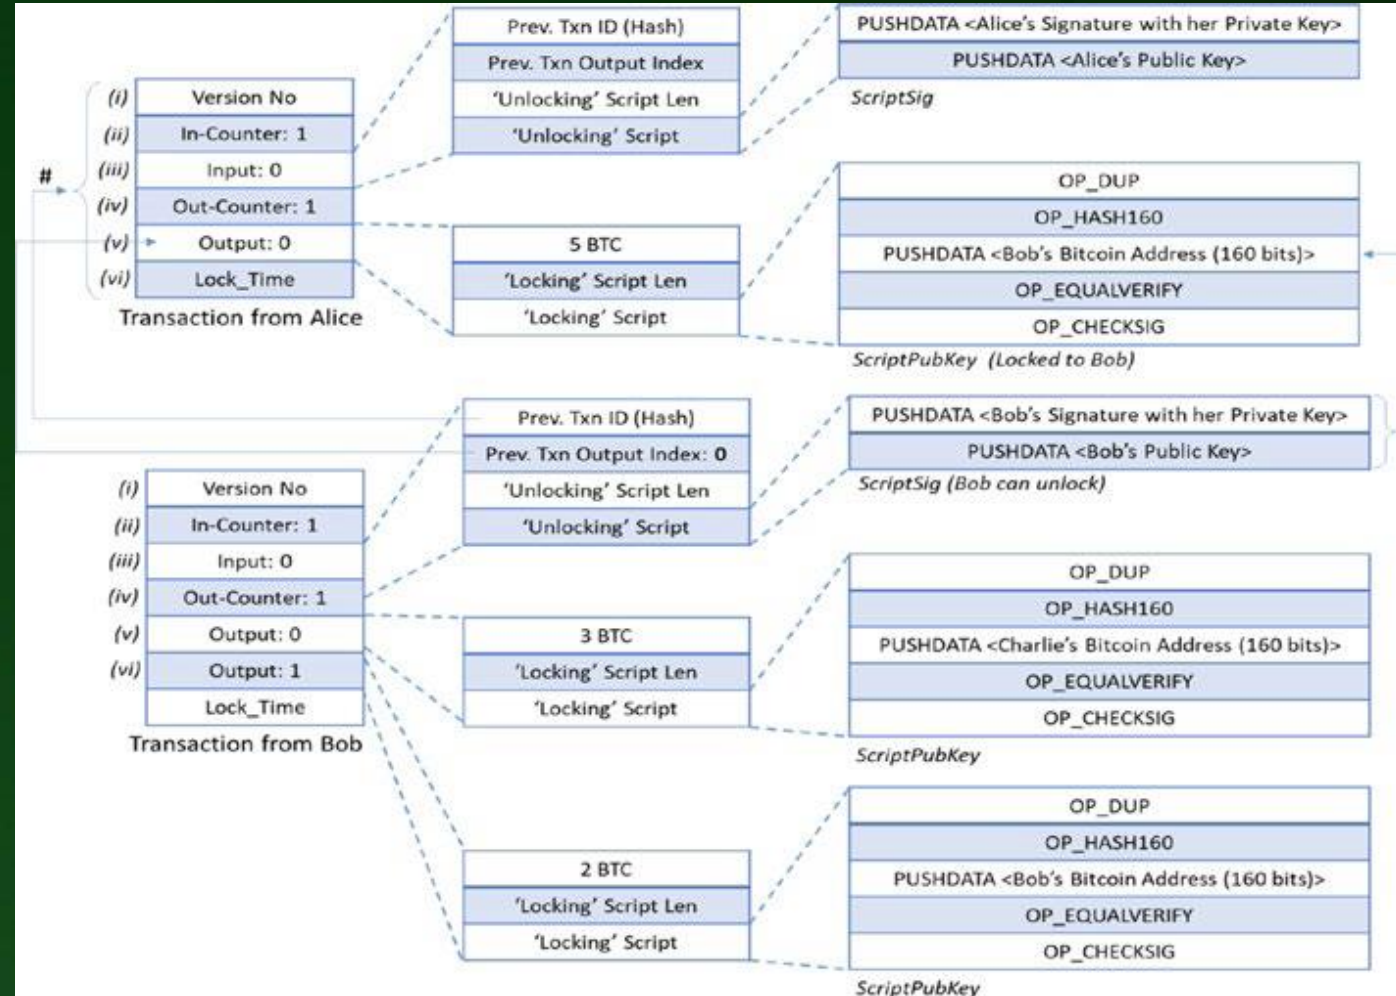 Prev. Txn ID (Hash)
Prev. Txn Output Index
'Unlocking' Script Len
'Unlocking' Script
PUSHDATA <Alice's Signature with her Private Key>
PUSHDATA <Alice's Public Key>
ScriptSig
#
(i) Version No
(ii) In-Counter: 1
(iii) Input: 0
(iv) Out-Counter: 1
(v) Output: 0
(vi) Lock_Time
Transaction from Alice
5 BTC
'Locking' Script Len
'Locking' Script
OP_DUP
OP_HASH160
PUSHDATA <Bob's Bitcoin Address (160 bits)>
OP_EQUALVERIFY
OP_CHECKSIG
ScriptPubKey (Locked to Bob)
Prev. Txn ID (Hash)
Prev. Txn Output Index: 0
'Unlocking' Script Len
'Unlocking' Script
PUSHDATA <Bob's Signature with her Private Key>
PUSHDATA <Bob's Public Key>
ScriptSig (Bob can unlock)
(i) Version No
(ii) In-Counter: 1
(iii) Input: 0
(iv) Out-Counter: 1
(v) Output: 0
(vi) Output: 1
Lock_Time
Transaction from Bob
3 BTC
'Locking' Script Len
'Locking' Script
OP_DUP
OP_HASH160
PUSHDATA <Charlie's Bitcoin Address (160 bits)>
OP_EQUALVERIFY
OP_CHECKSIG
ScriptPubKey
2 BTC
'Locking' Script Len
'Locking' Script
OP_DUP
OP_HASH160
PUSHDATA <Bob's Bitcoin Address (160 bits)>
OP_EQUALVERIFY
OP_CHECKSIG
ScriptPubKey